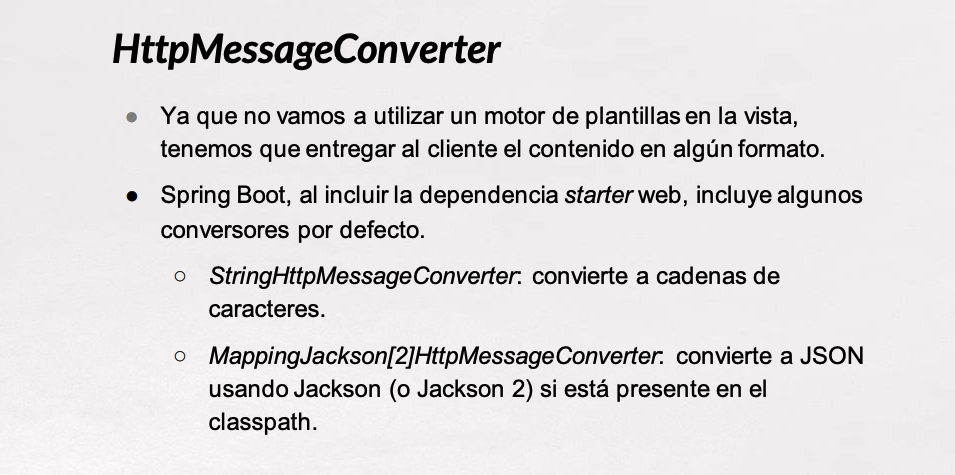 HttpMessageConverter
● Ya que no vamos a utilizar un motor de plantillas en la vista,
tenemos que entregar al cliente el contenido en algún formato.
● Spring Boot, al incluir la dependencia starter web, incluye algunos
conversores por defecto.
○ StringHttpMessageConverter: convierte a cadenas de
caracteres.
○ MappingJackson[2]HttpMessageConverter: convierte a JSON
usando Jackson (o Jackson 2) si está presente en el
classpath.